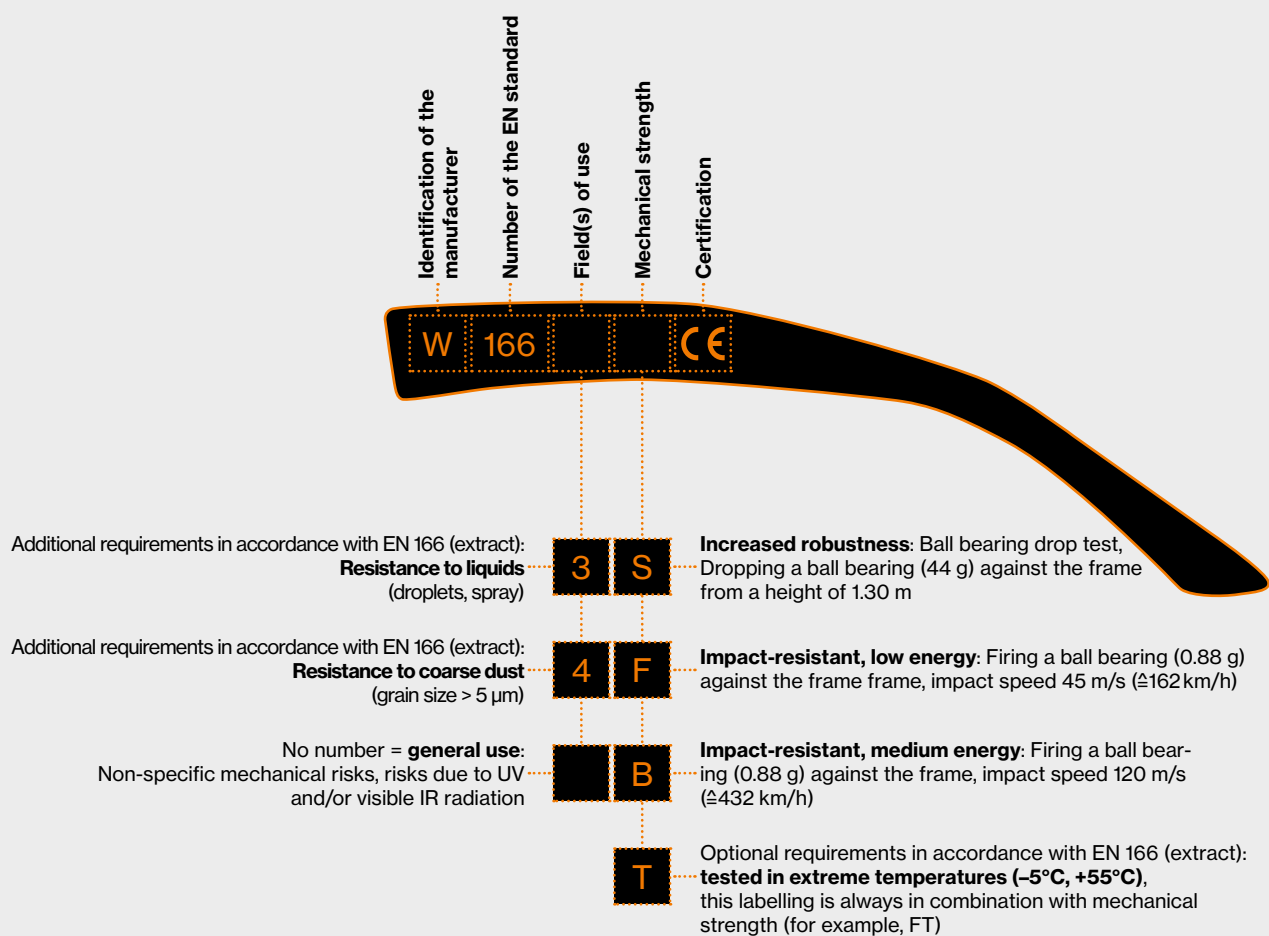 Identification of the
manufacturer
Number of the EN standard
Field(s) of use
Mechanical strength
Certification
W
166
CE
Additional requirements in accordance with EN 166 (extract):
Resistance to liquids
(droplets, spray)
3
S
Increased robustness: Ball bearing drop test,
Dropping a ball bearing (44 g) against the frame
from a height of 1.30 m
Additional requirements in accordance with EN 166 (extract):
Resistance to coarse dust
(grain size > 5 µm)
4
F
Impact-resistant, low energy: Firing a ball bearing (0.88 g)
against the frame frame, impact speed 45 m/s (≙162 km/h)
No number = general use:
Non-specific mechanical risks, risks due to UV
and/or visible IR radiation
B
Impact-resistant, medium energy: Firing a ball bear-
ing (0.88 g) against the frame, impact speed 120 m/s
(≙432 km/h)
T
Optional requirements in accordance with EN 166 (extract):
tested in extreme temperatures (–5°C, +55°C),
this labelling is always in combination with mechanical
strength (for example, FT)